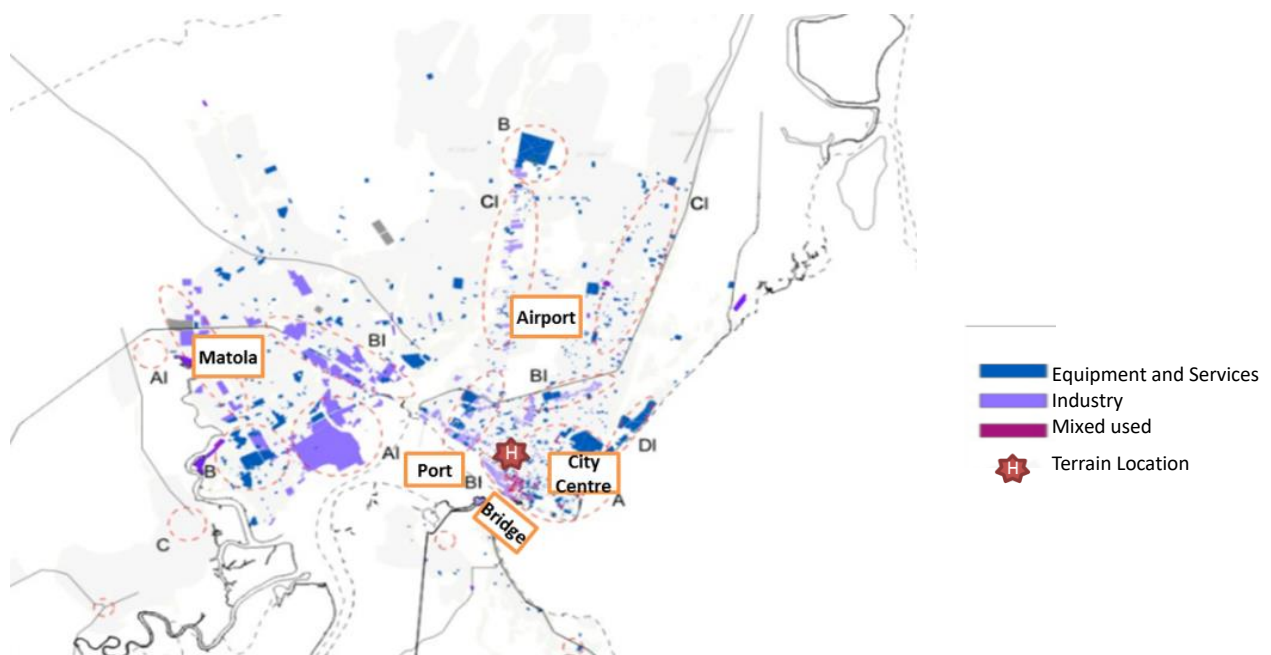 B
CI
CI
Airport
BI
Matola
AI
BI
DI
AI
H
Port
City
Centre
B
BI
A
Bridge
C
Equipment and Services
Industry
Mixed used
H
Terrain Location